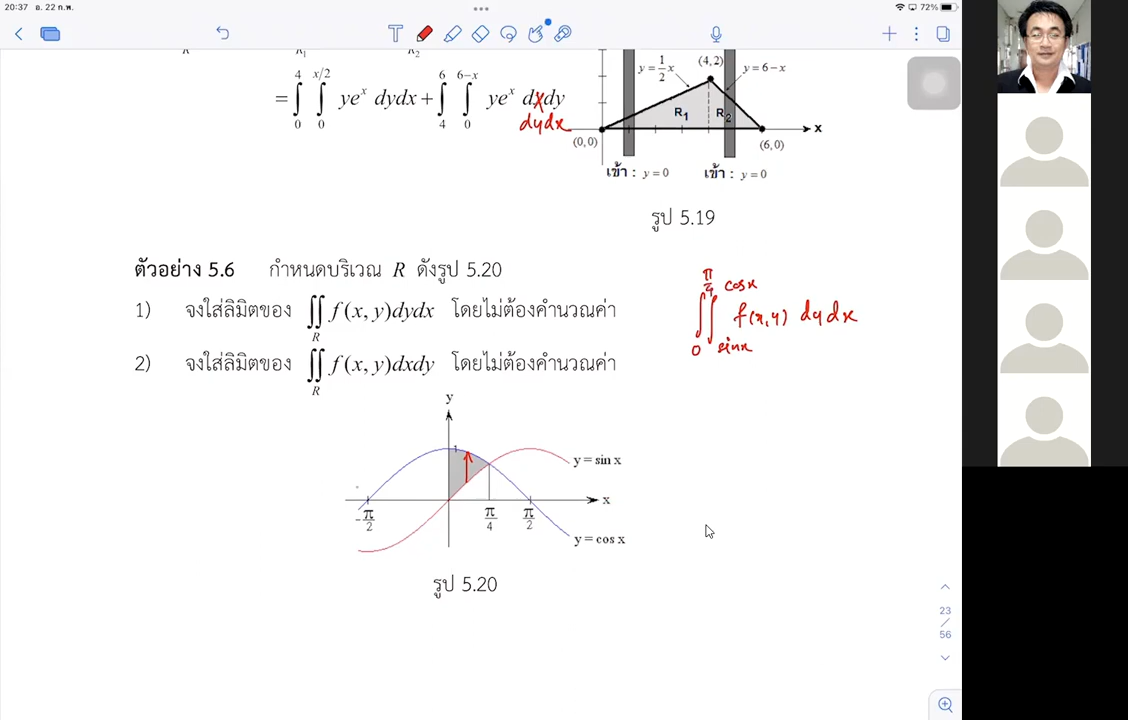 20:37 อ. 22 ก.พ.
72%
T
R R₁ R₂
= ∫₀⁴ ∫₀^{x/2} yeˣ dydx + ∫₄⁶ ∫₀^{6−x} yeˣ dxdy
dydx
y = 1/2 x
(4,2)
y = 6 − x
R₁ R₂
x
(0,0)
(6,0)
เข้า : y = 0 เข้า : y = 0
รูป 5.19
ตัวอย่าง 5.6 กำหนดบริเวณ R ดังรูป 5.20
1) จงใส่ลิมิตของ ∬_R f(x, y)dydx โดยไม่ต้องคำนวณค่า
2) จงใส่ลิมิตของ ∬_R f(x, y)dxdy โดยไม่ต้องคำนวณค่า
∫₀^{π/4} ∫_{sinx}^{cosx} f(x,y) dydx
y
1
y = sin x
x
−π/2 π/4 π/2
y = cos x
รูป 5.20
23
/
56